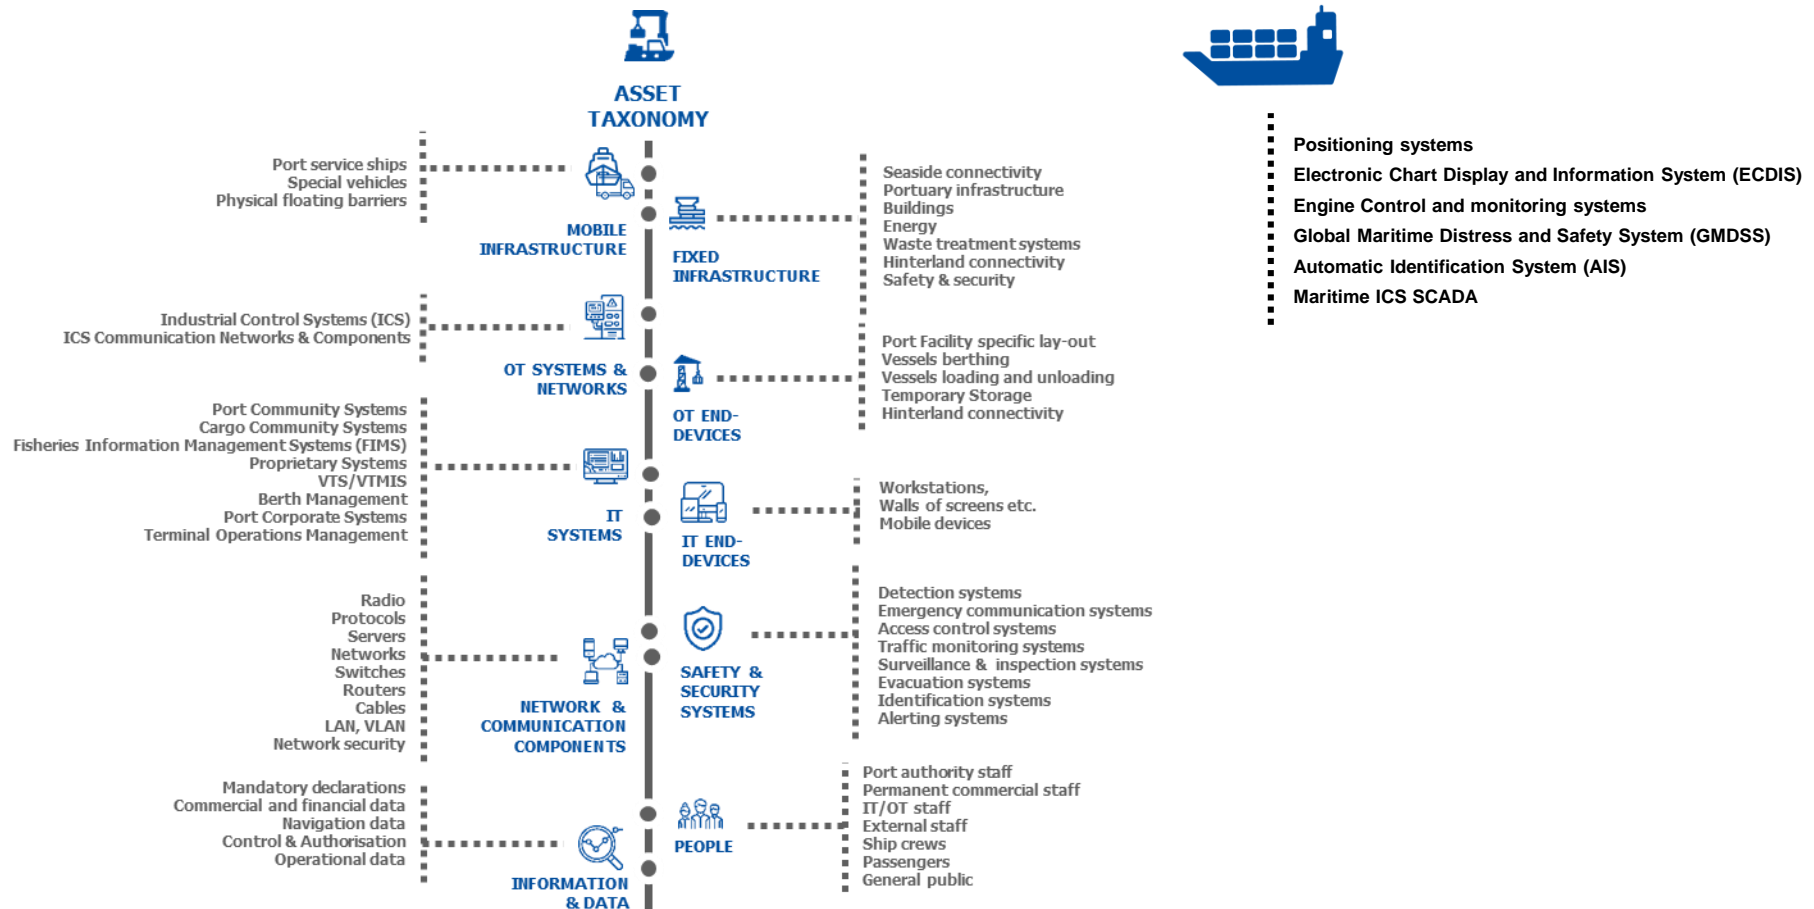 ASSET
TAXONOMY
Port service ships
Special vehicles
Physical floating barriers
MOBILE
INFRASTRUCTURE
Seaside connectivity
Portuary infrastructure
Buildings
Energy
Waste treatment systems
Hinterland connectivity
Safety & security
FIXED
INFRASTRUCTURE
Industrial Control Systems (ICS)
ICS Communication Networks & Components
OT SYSTEMS &
NETWORKS
Port Facility specific lay-out
Vessels berthing
Vessels loading and unloading
Temporary Storage
Hinterland connectivity
OT END-
DEVICES
Port Community Systems
Cargo Community Systems
Fisheries Information Management Systems (FIMS)
Proprietary Systems
VTS/VTMIS
Berth Management
Port Corporate Systems
Terminal Operations Management
IT
SYSTEMS
Workstations,
Walls of screens etc.
Mobile devices
IT END-
DEVICES
Radio
Protocols
Servers
Networks
Switches
Routers
Cables
LAN, VLAN
Network security
NETWORK &
COMMUNICATION
COMPONENTS
Detection systems
Emergency communication systems
Access control systems
Traffic monitoring systems
Surveillance & inspection systems
Evacuation systems
Identification systems
Alerting systems
SAFETY &
SECURITY
SYSTEMS
Mandatory declarations
Commercial and financial data
Navigation data
Control & Authorisation
Operational data
INFORMATION
& DATA
Port authority staff
Permanent commercial staff
IT/OT staff
External staff
Ship crews
Passengers
General public
PEOPLE
Positioning systems
Electronic Chart Display and Information System (ECDIS)
Engine Control and monitoring systems
Global Maritime Distress and Safety System (GMDSS)
Automatic Identification System (AIS)
Maritime ICS SCADA